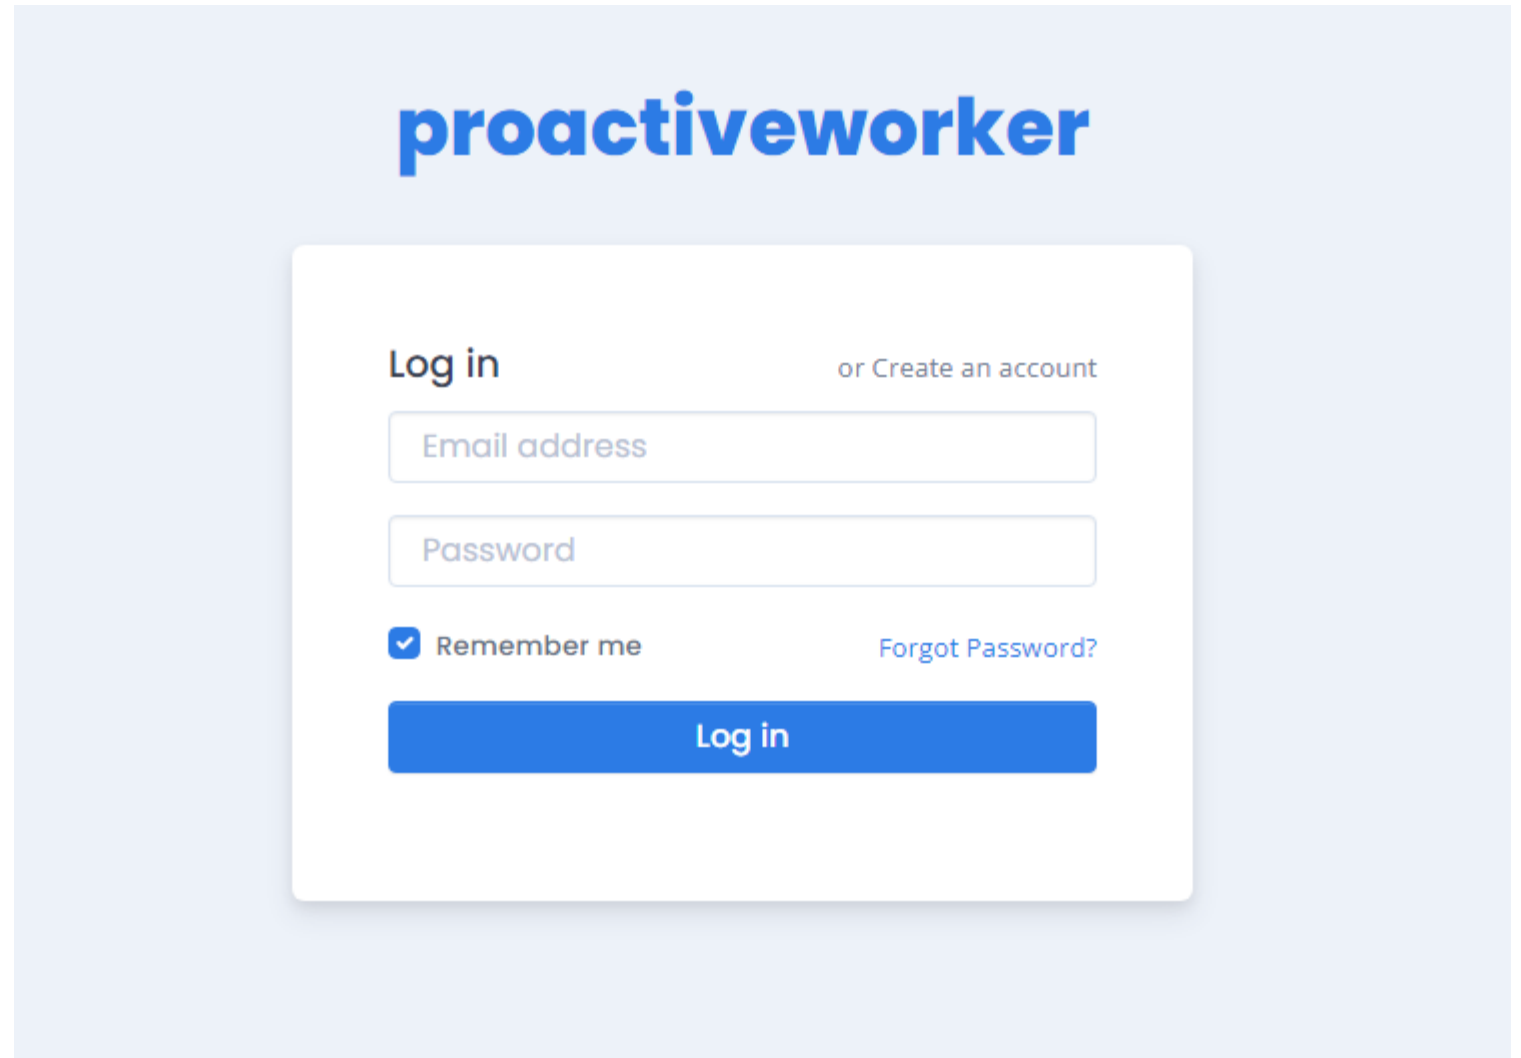 proactiveworker
Log in
or Create an account
Email address
Password
Remember me
Forgot Password?
Log in